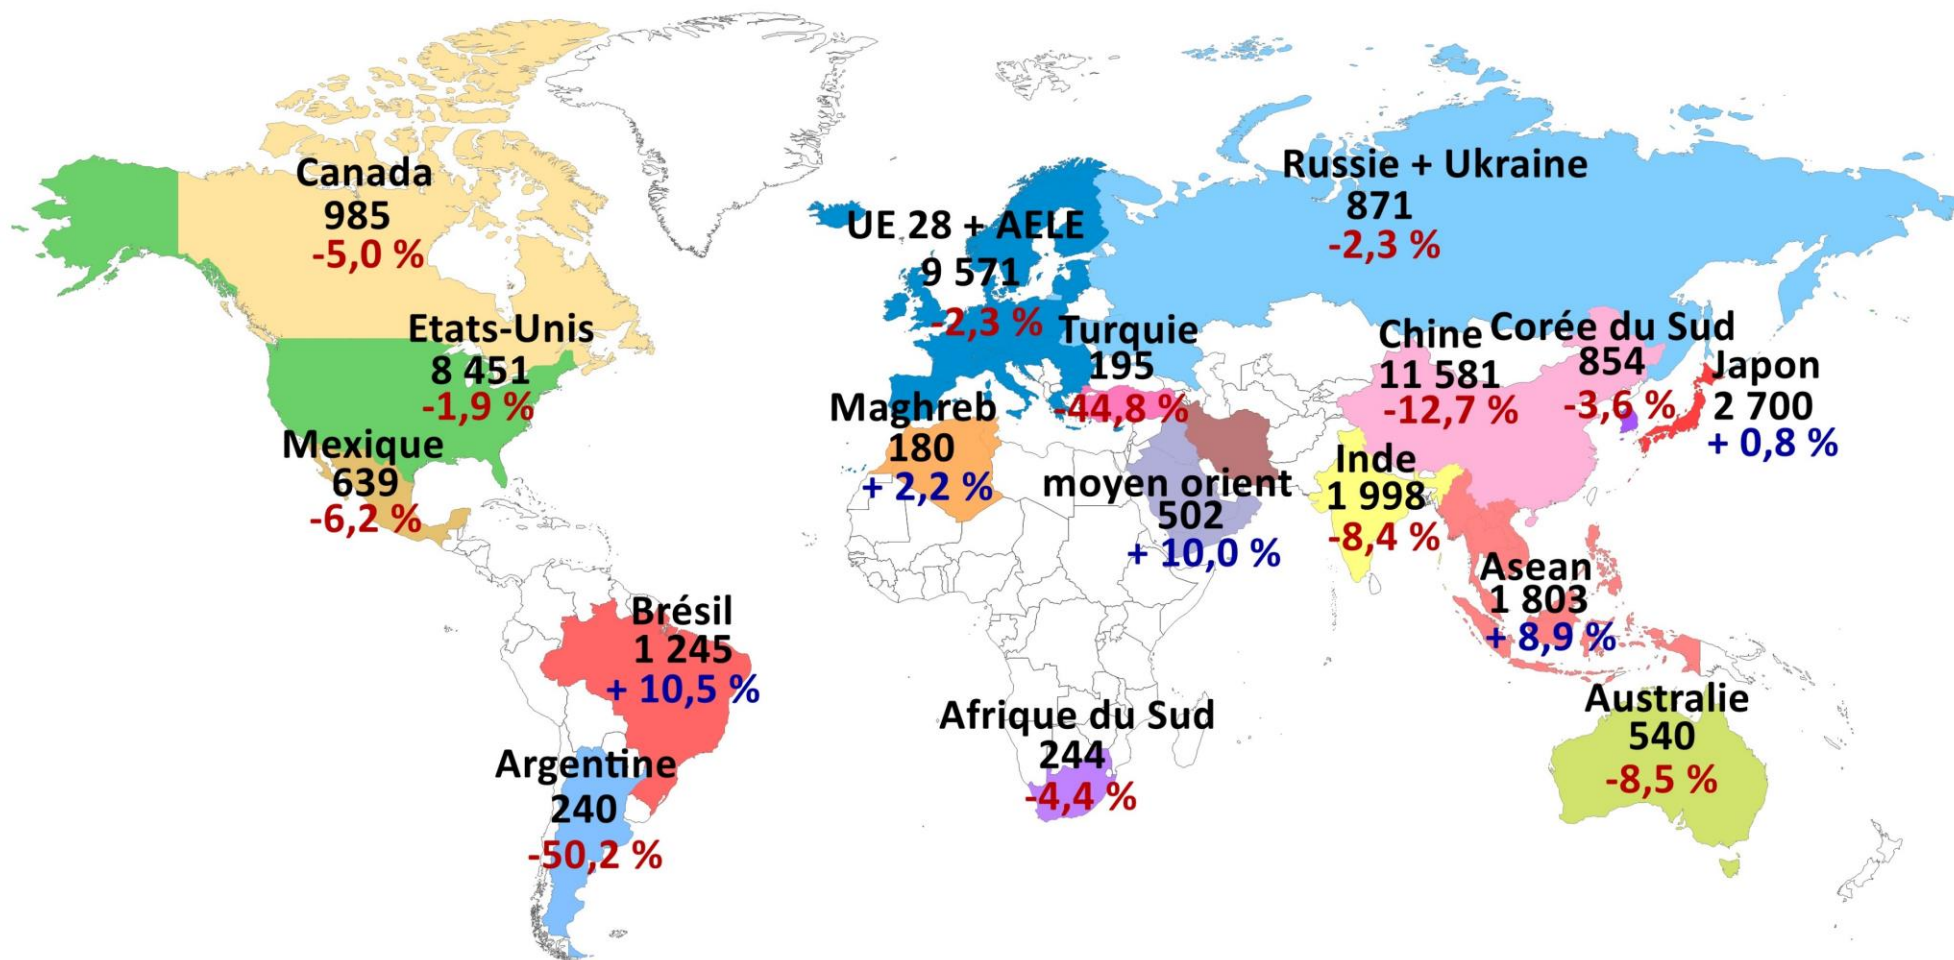 Canada
985
-5,0 %
Etats-Unis
8 451
-1,9 %
Mexique
639
-6,2 %
Brésil
1 245
+ 10,5 %
Argentine
240
-50,2 %
UE 28 + AELE
9 571
-2,3 %
Turquie
195
-44,8 %
Maghreb
180
+ 2,2 %
moyen orient
502
+ 10,0 %
Afrique du Sud
244
-4,4 %
Russie + Ukraine
871
-2,3 %
Chine
11 581
-12,7 %
Corée du Sud
854
-3,6 %
Japon
2 700
+ 0,8 %
Inde
1 998
-8,4 %
Asean
1 803
+ 8,9 %
Australie
540
-8,5 %